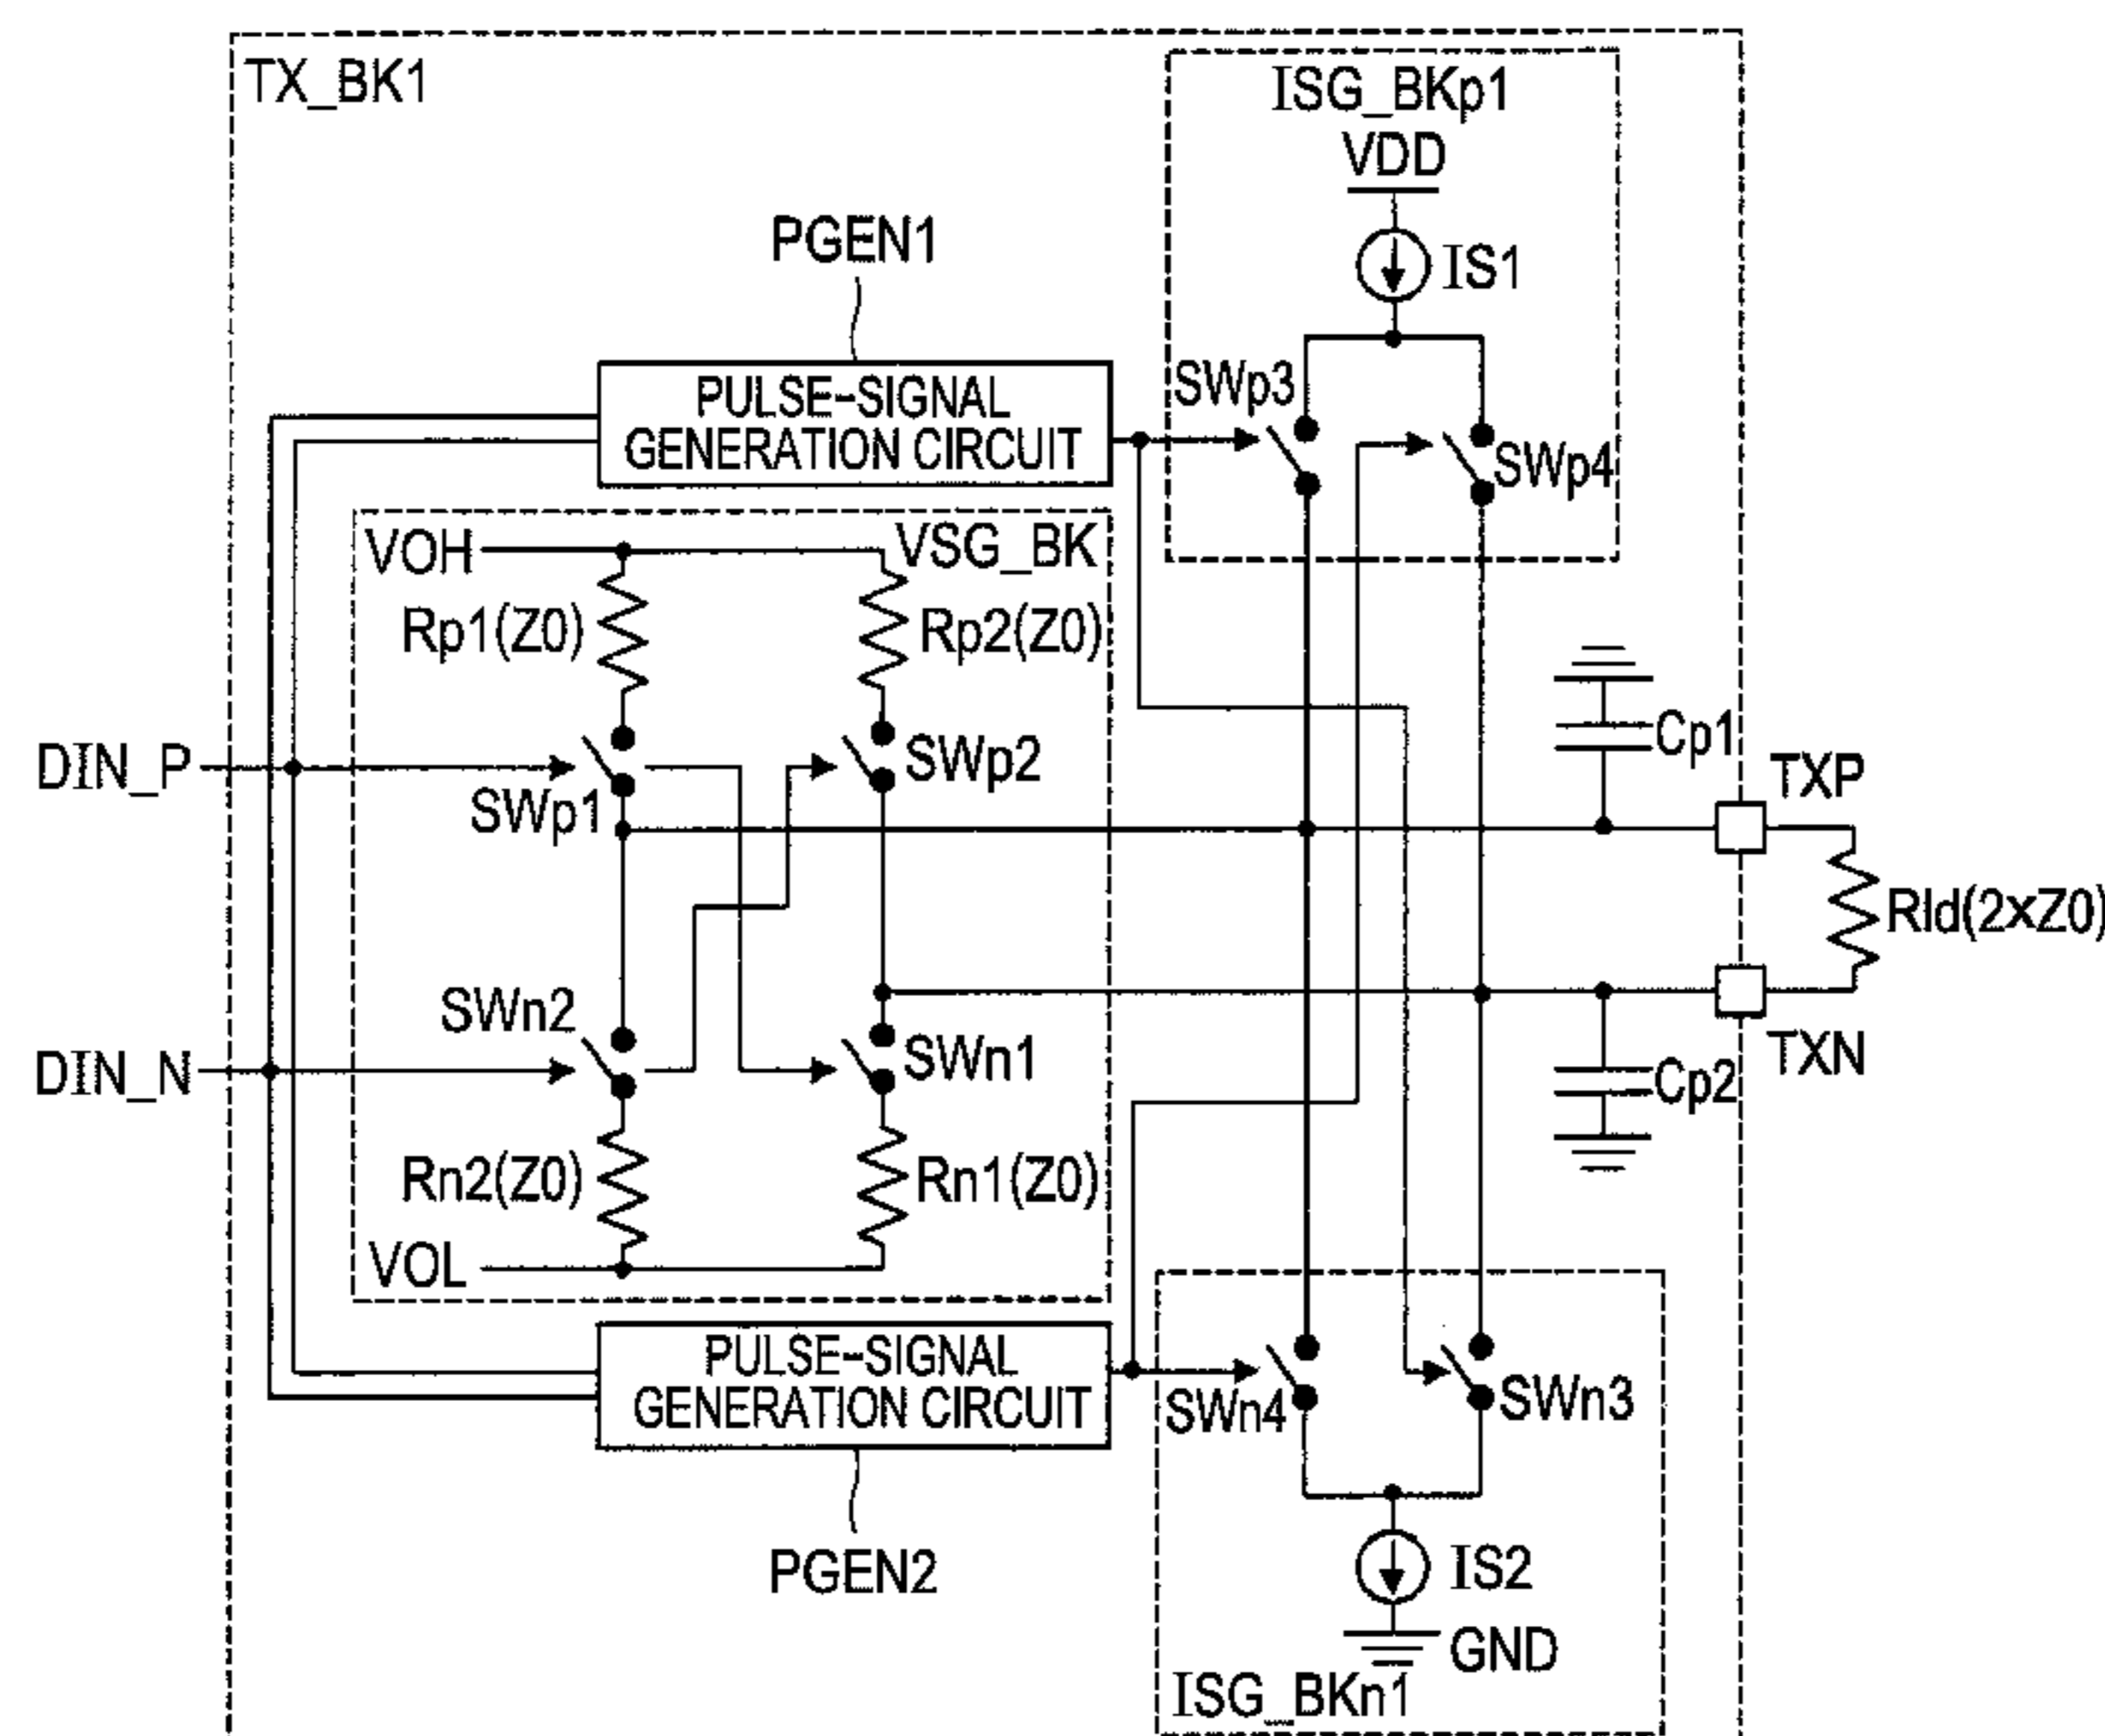 TX_BK1
ISG_BKp1
VDD
IS1
PGEN1
PULSE-SIGNAL
GENERATION CIRCUIT
SWp3
SWp4
VOH
VSG_BK
Rp1(Z0)
Rp2(Z0)
DIN_P
SWp1
SWp2
Cp1
TXP
Rld(2xZ0)
SWn2
SWn1
DIN_N
TXN
Cp2
Rn2(Z0)
Rn1(Z0)
VOL
PULSE-SIGNAL
GENERATION CIRCUIT
SWn4
SWn3
PGEN2
IS2
GND
ISG_BKn1